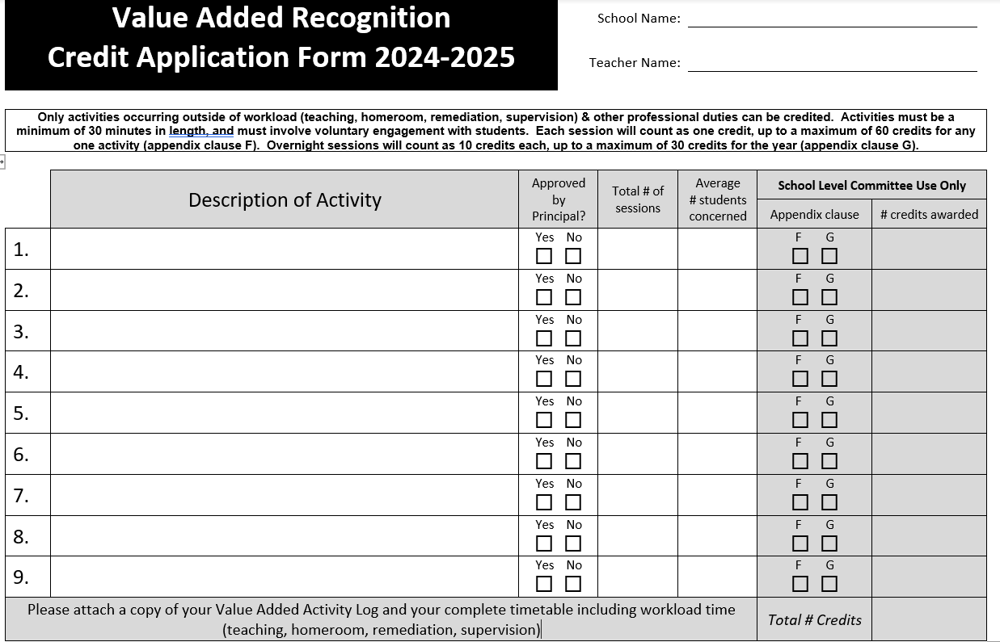 Value Added Recognition
Credit Application Form 2024-2025
School Name:
Teacher Name:
Only activities occurring outside of workload (teaching, homeroom, remediation, supervision) & other professional duties can be credited. Activities must be a
minimum of 30 minutes in length, and must involve voluntary engagement with students. Each session will count as one credit, up to a maximum of 60 credits for any
one activity (appendix clause F). Overnight sessions will count as 10 credits each, up to a maximum of 30 credits for the year (appendix clause G).
Description of Activity
Approved
by
Principal?
Total # of
sessions
Average
# students
concerned
School Level Committee Use Only
Appendix clause
# credits awarded
1. Yes No F G
2. Yes No F G
3. Yes No F G
4. Yes No F G
5. Yes No F G
6. Yes No F G
7. Yes No F G
8. Yes No F G
9. Yes No F G
Please attach a copy of your Value Added Activity Log and your complete timetable including workload time
(teaching, homeroom, remediation, supervision)
Total # Credits